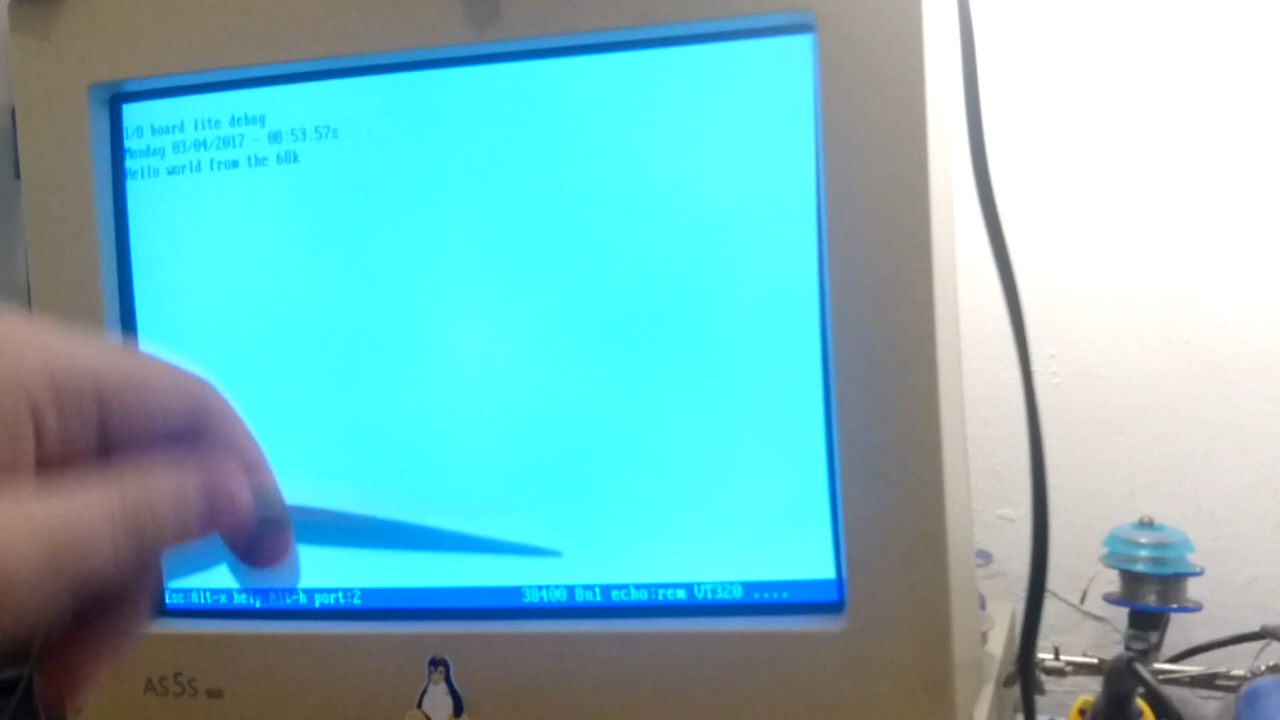 I/O board lite debug
Monday 03/04/2017 - 08:53.57s
Hello world from the 68k
Esc:Alt-x help Alt-h port:2 38400 8n1 echo:rem VT320 ....
AS5S